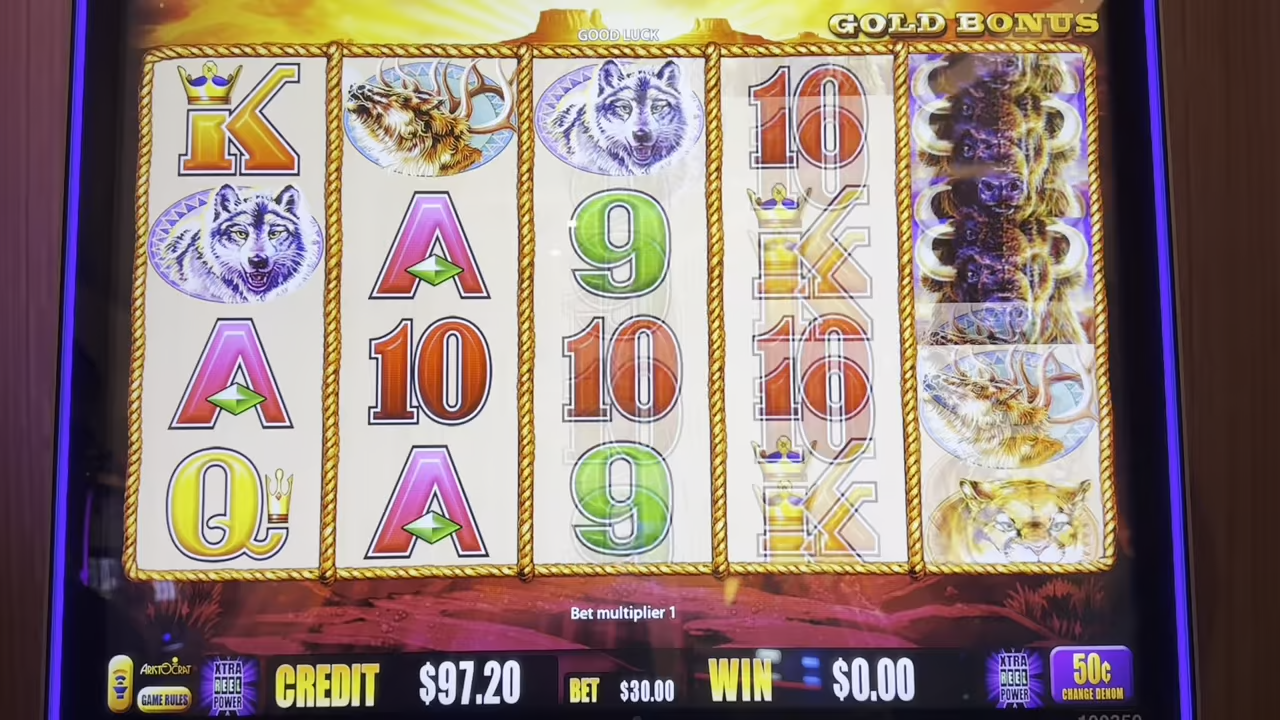 GOOD LUCK
GOLD BONUS
K 10
A 9 K
A 10 10 10
Q A 9 K
Bet multiplier 1
ARISTOCRAT
GAME RULES
XTRA
REEL
POWER
CREDIT $97.20
BET $30.00
WIN $0.00
XTRA
REEL
POWER
50¢
CHANGE DENOM